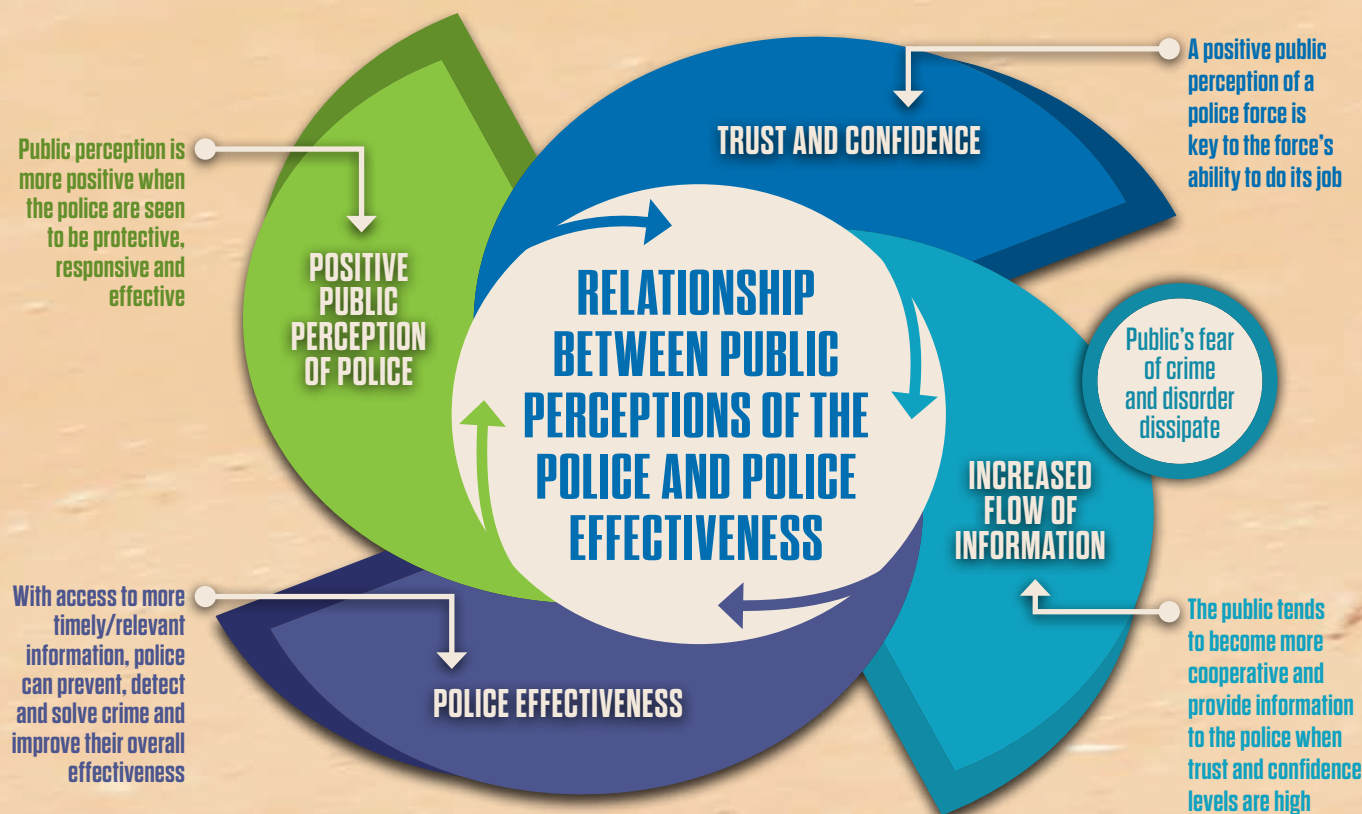 Public perception is
more positive when
the police are seen
to be protective,
responsive and
effective
POSITIVE
PUBLIC
PERCEPTION
OF POLICE
TRUST AND CONFIDENCE
A positive public
perception of a
police force is
key to the force's
ability to do its job
RELATIONSHIP
BETWEEN PUBLIC
PERCEPTIONS OF THE
POLICE AND POLICE
EFFECTIVENESS
Public's fear
of crime
and disorder
dissipate
INCREASED
FLOW OF
INFORMATION
The public tends
to become more
cooperative and
provide information
to the police when
trust and confidence
levels are high
With access to more
timely/relevant
information, police
can prevent, detect
and solve crime and
improve their overall
effectiveness
POLICE EFFECTIVENESS